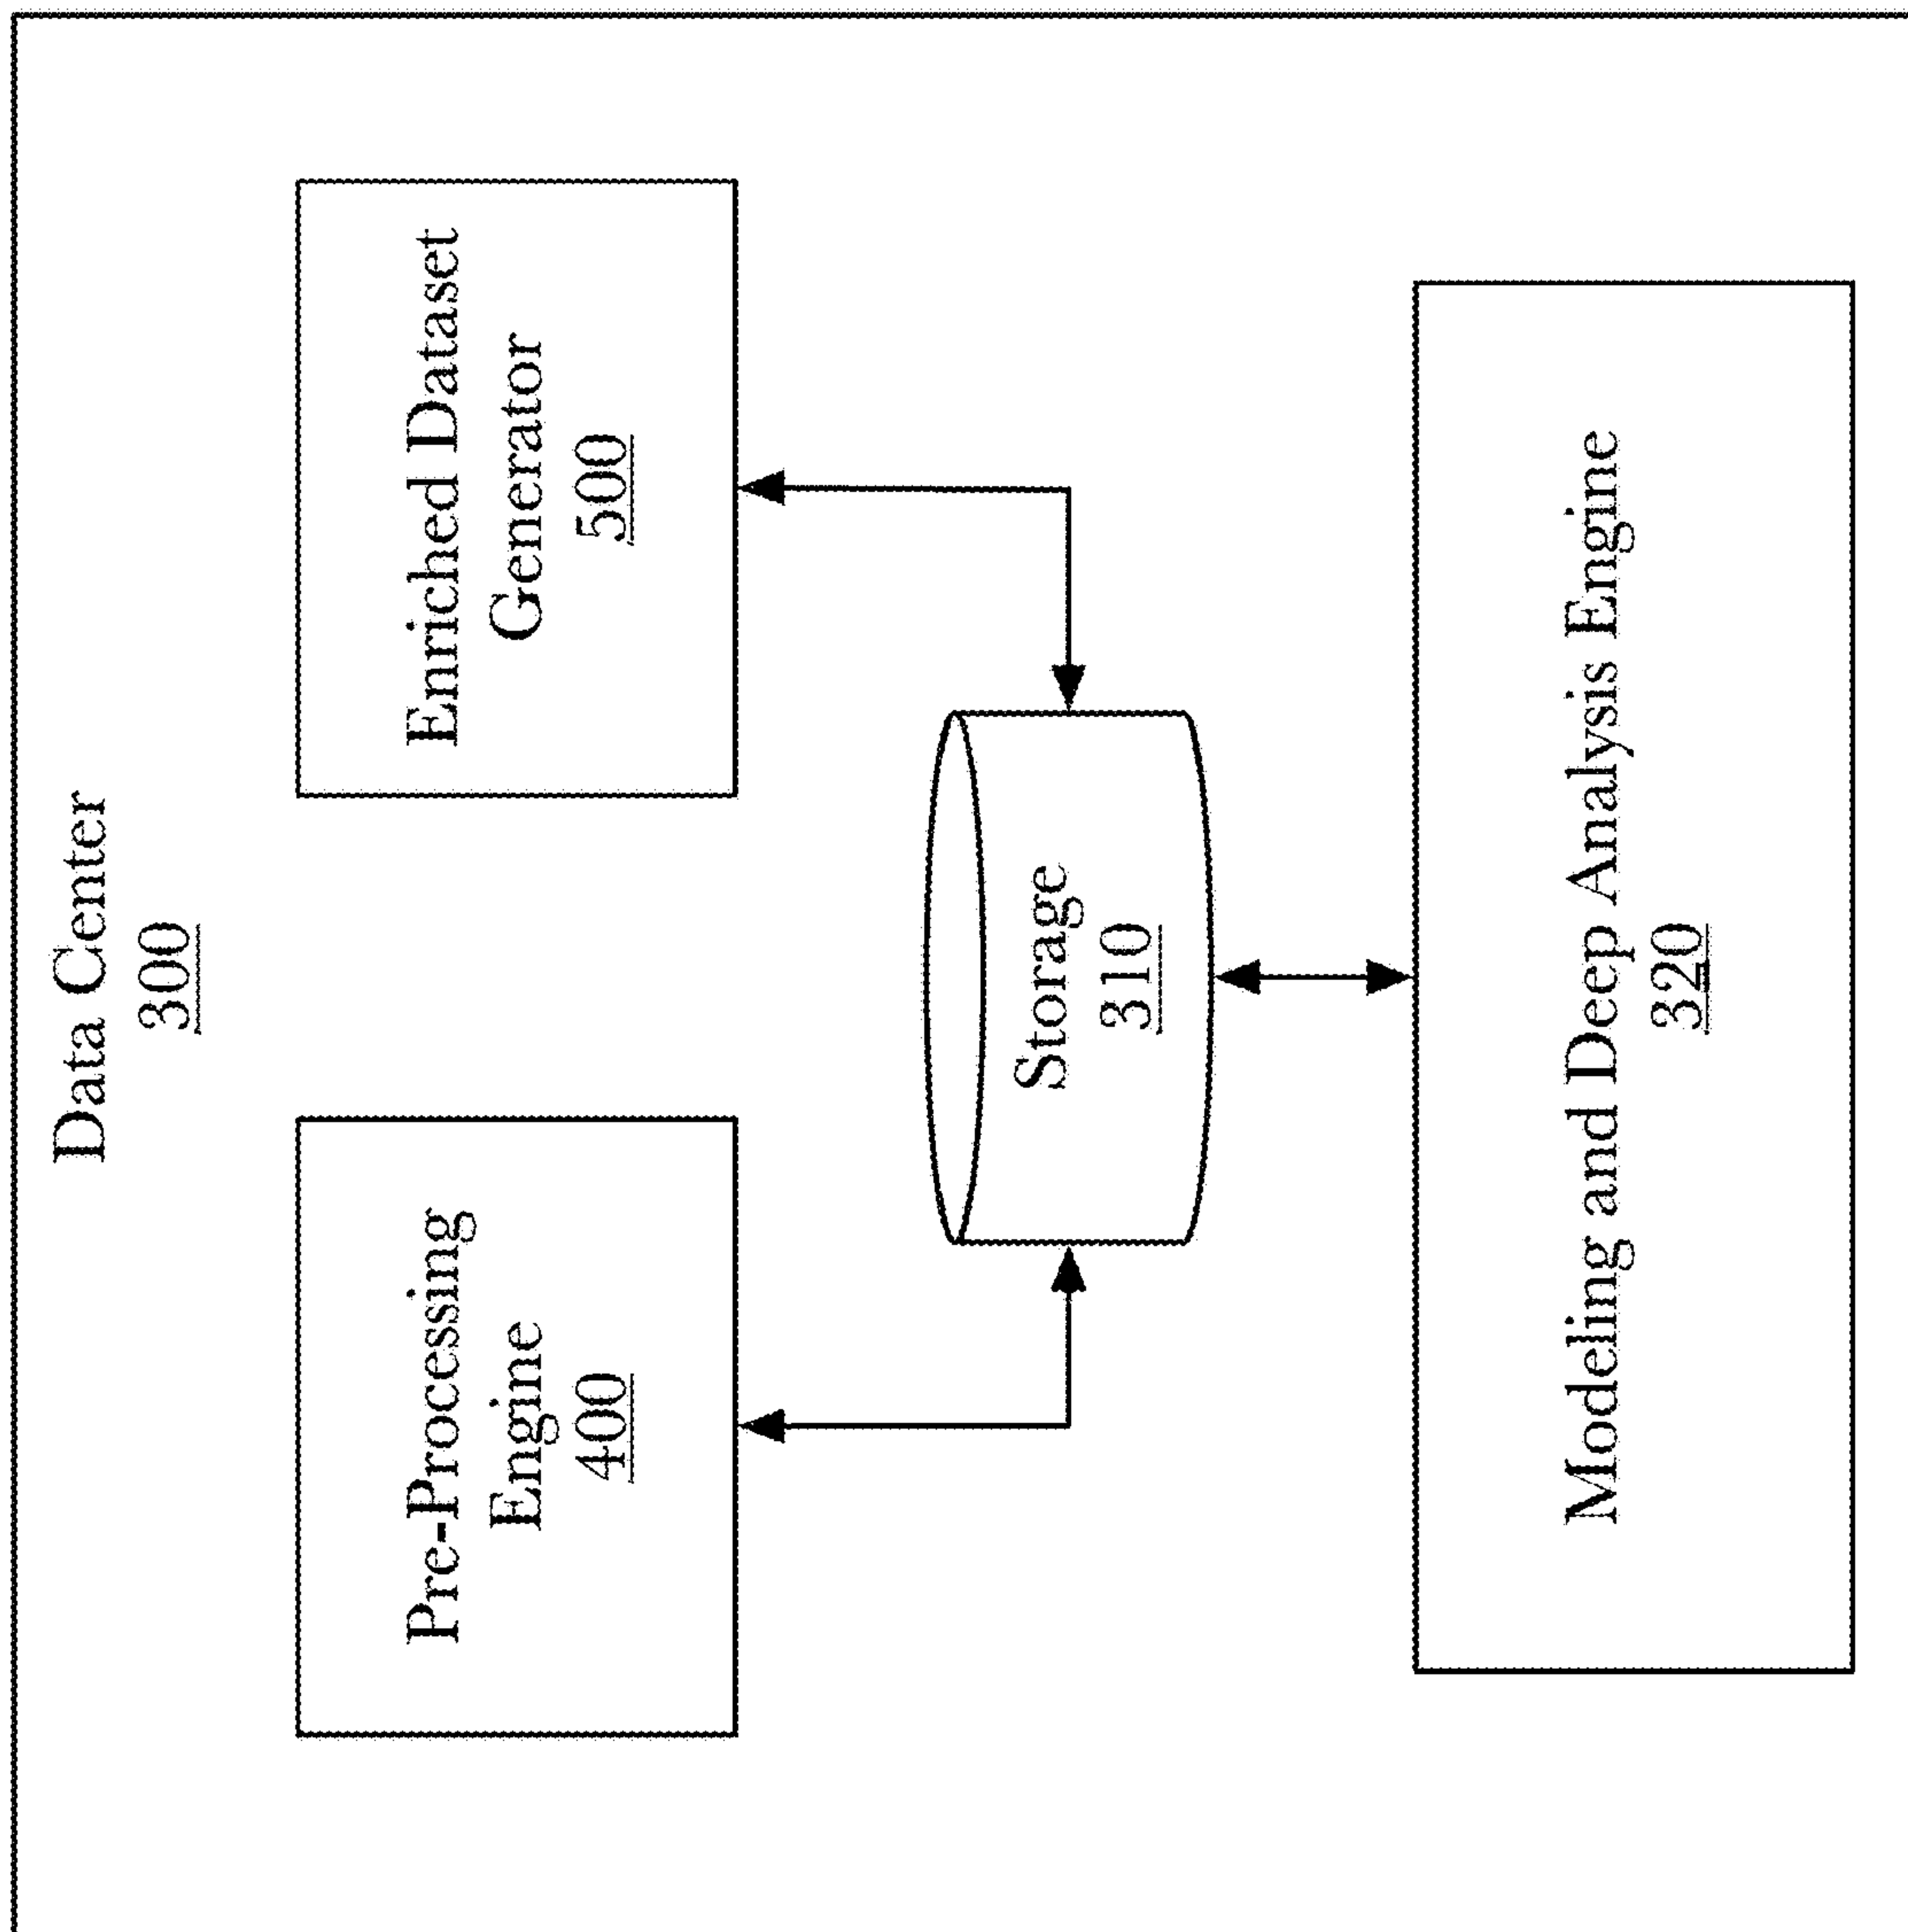 Data Center
300
Pre-Processing
Engine
400
Enriched Dataset
Generator
500
Storage
310
Modeling and Deep Analysis Engine
320